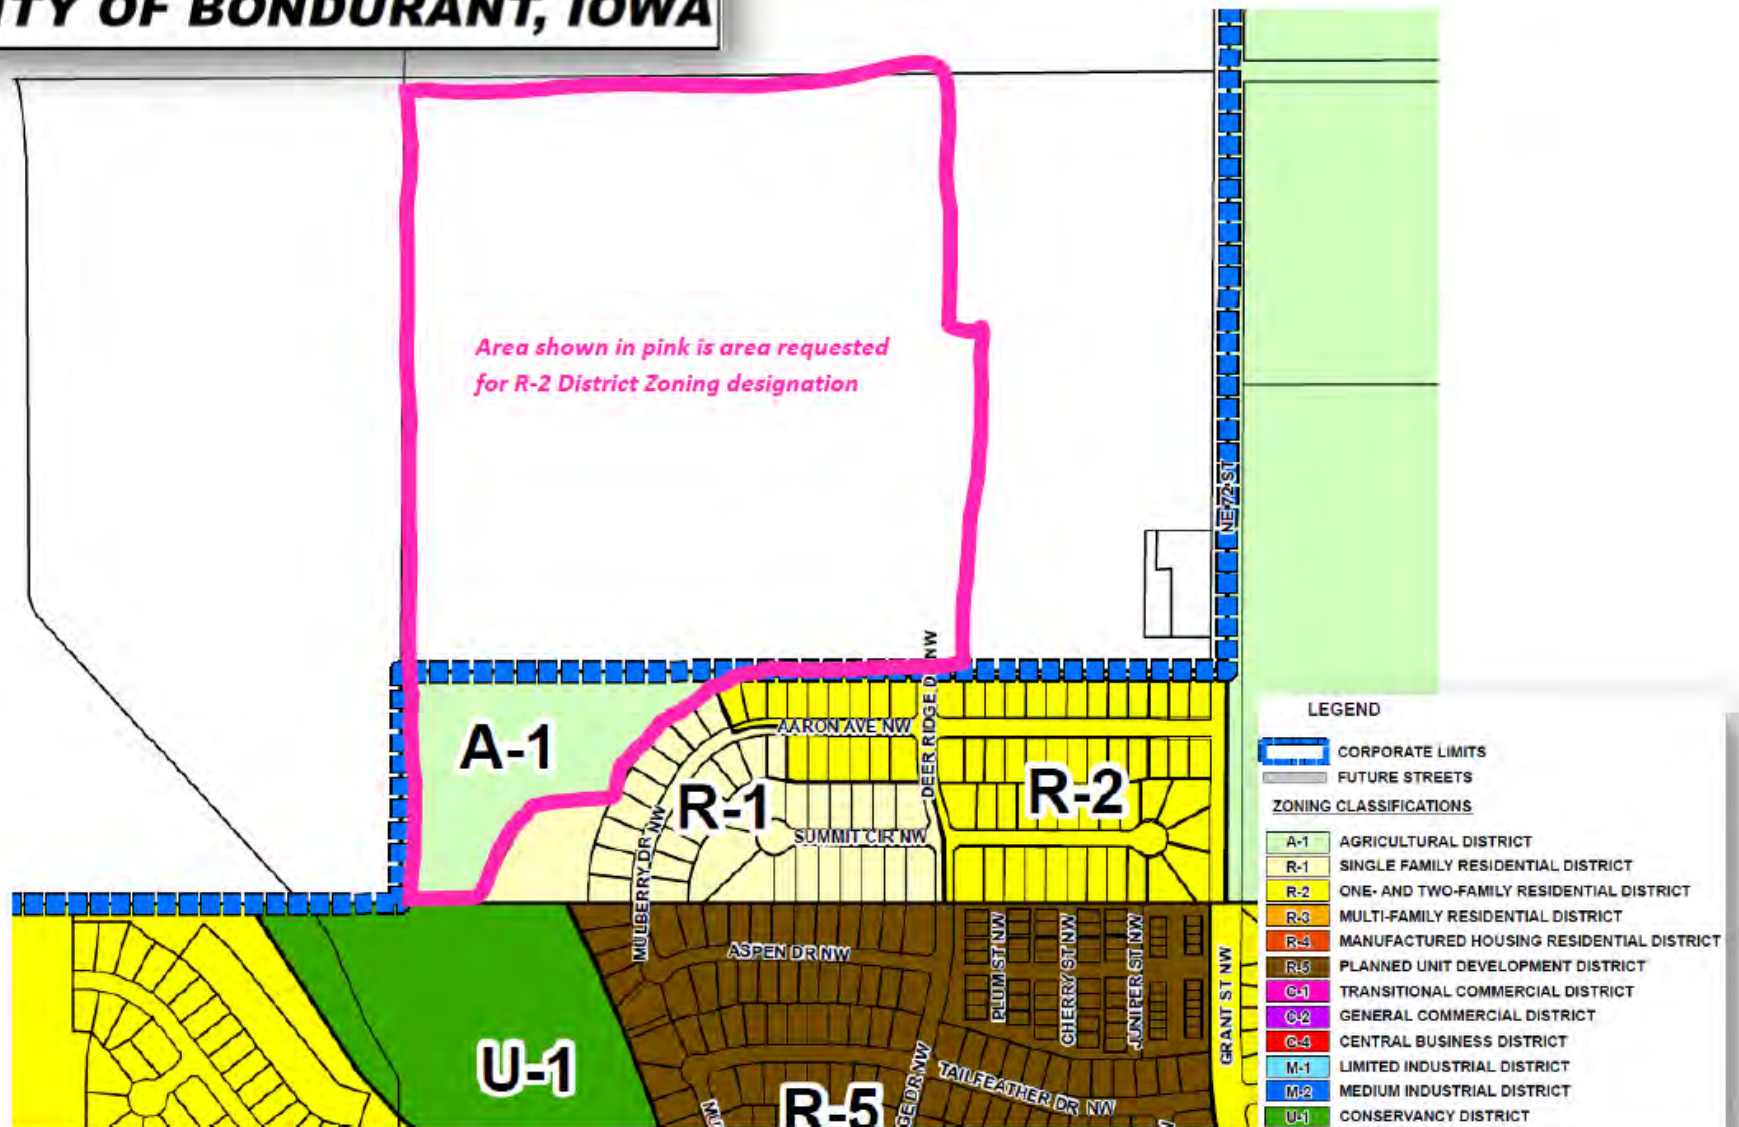 ITY OF BONDURANT, IOWA
Area shown in pink is area requested
for R-2 District Zoning designation
NE 72 ST
A-1
AARON AVE NW
DEER RIDGE DR NW
R-1
R-2
SUMMIT CIR NW
MULBERRY DR NW
ASPEN DR NW
PLUM ST NW
CHERRY ST NW
JUNIPER ST NW
GRANT ST NW
U-1
R-5
GE DR NW
TAILFEATHER DR NW
LEGEND
CORPORATE LIMITS
FUTURE STREETS
ZONING CLASSIFICATIONS
A-1 AGRICULTURAL DISTRICT
R-1 SINGLE FAMILY RESIDENTIAL DISTRICT
R-2 ONE- AND TWO-FAMILY RESIDENTIAL DISTRICT
R-3 MULTI-FAMILY RESIDENTIAL DISTRICT
R-4 MANUFACTURED HOUSING RESIDENTIAL DISTRICT
R-5 PLANNED UNIT DEVELOPMENT DISTRICT
C-1 TRANSITIONAL COMMERCIAL DISTRICT
C-2 GENERAL COMMERCIAL DISTRICT
C-4 CENTRAL BUSINESS DISTRICT
M-1 LIMITED INDUSTRIAL DISTRICT
M-2 MEDIUM INDUSTRIAL DISTRICT
U-1 CONSERVANCY DISTRICT